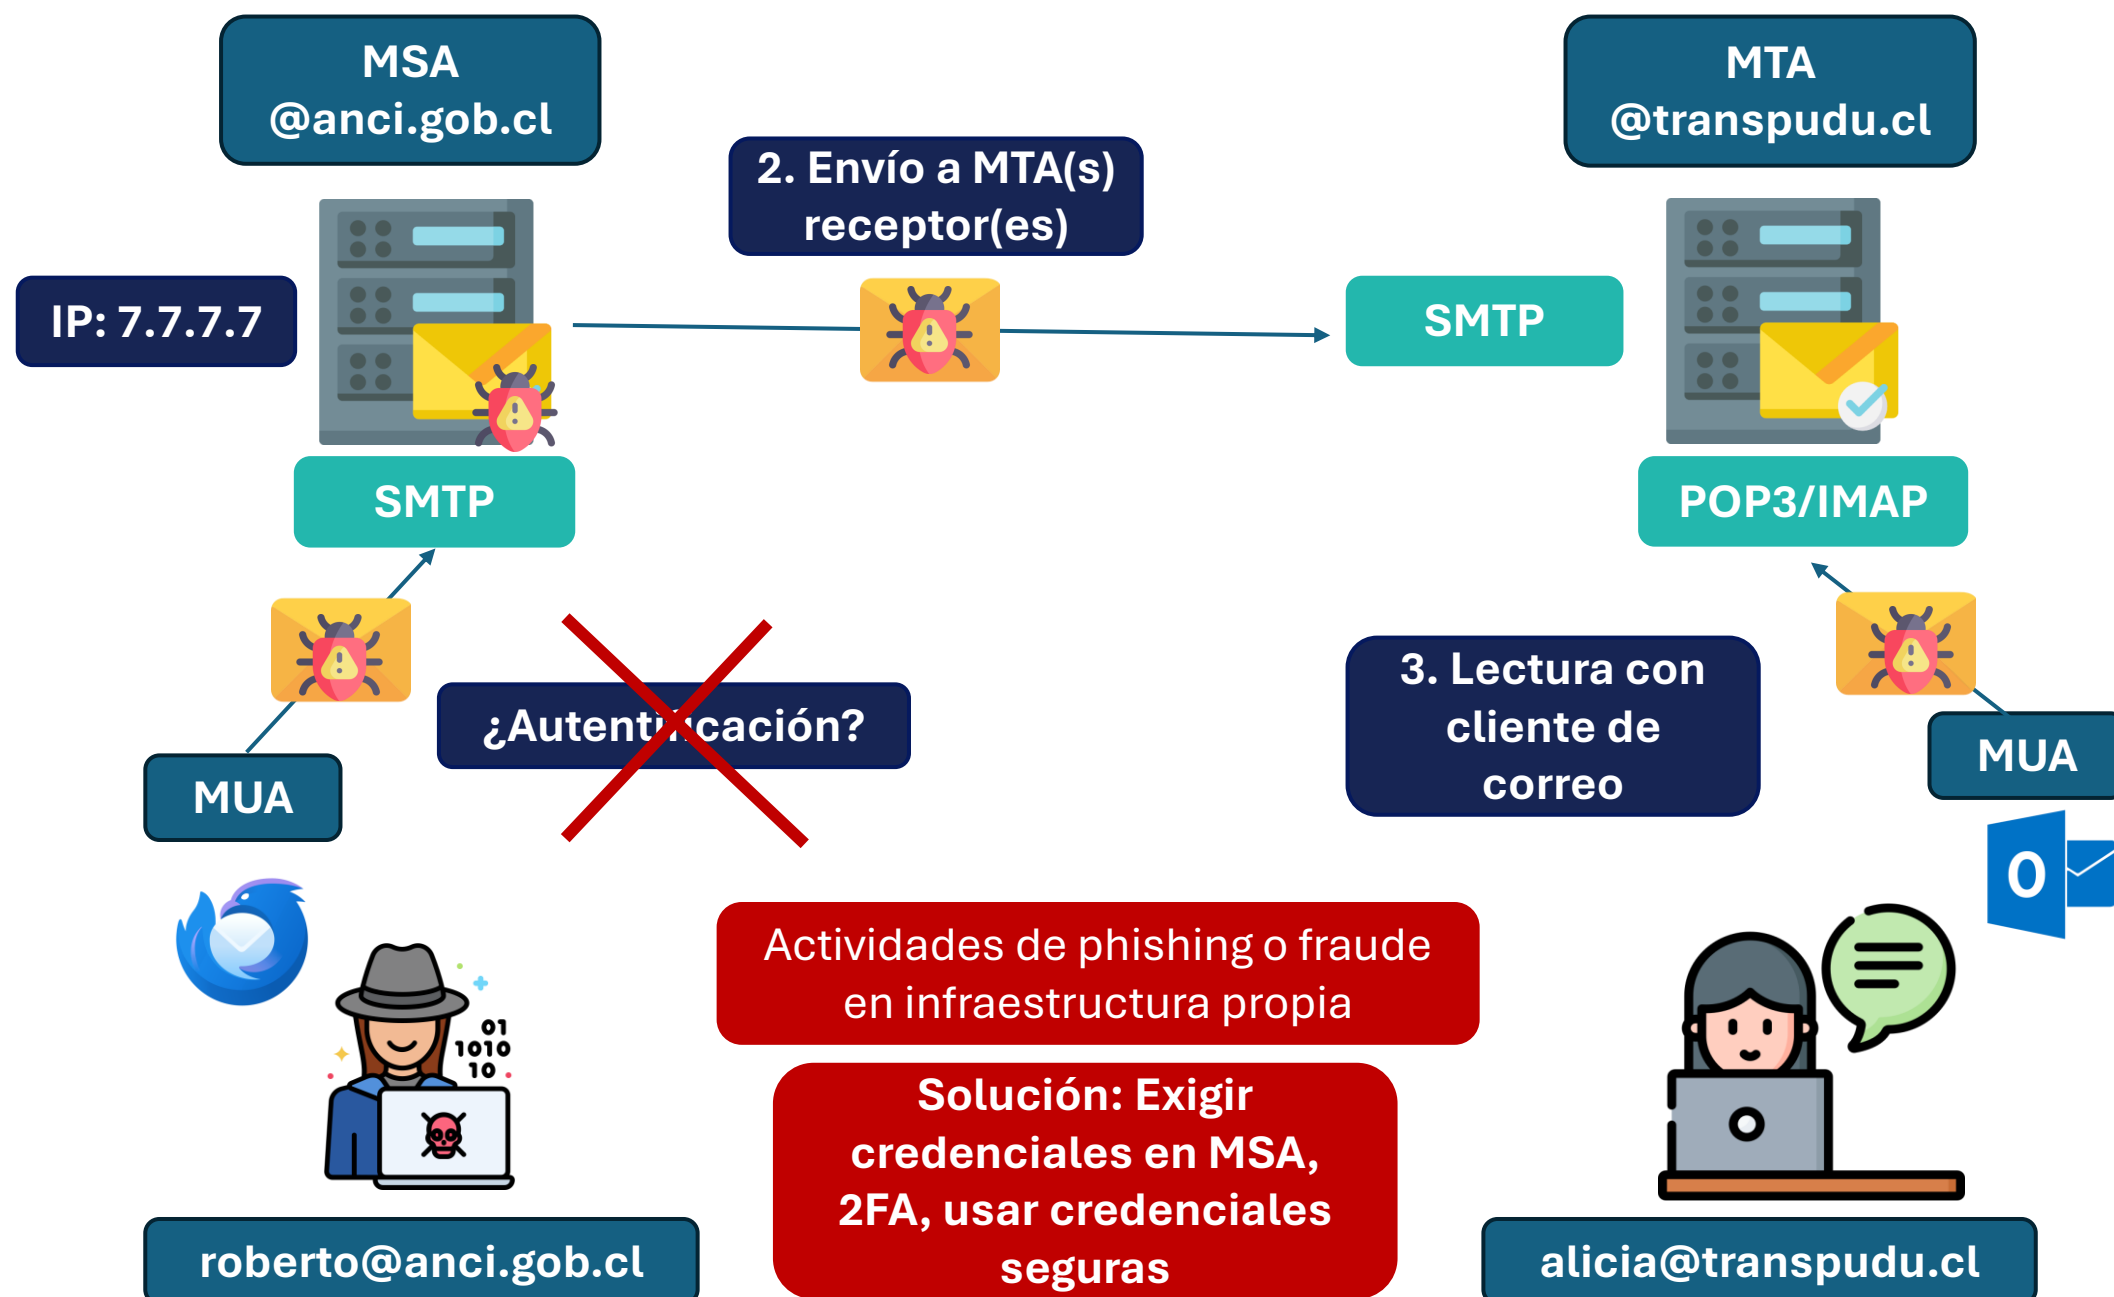 MSA
@anci.gob.cl
MTA
@transpudu.cl
2. Envío a MTA(s)
receptor(es)
IP: 7.7.7.7
SMTP
SMTP
POP3/IMAP
¿Autentificación?
3. Lectura con
cliente de
correo
MUA
MUA
O
01
1010
10
Actividades de phishing o fraude
en infraestructura propia
Solución: Exigir
credenciales en MSA,
2FA, usar credenciales
seguras
roberto@anci.gob.cl
alicia@transpudu.cl